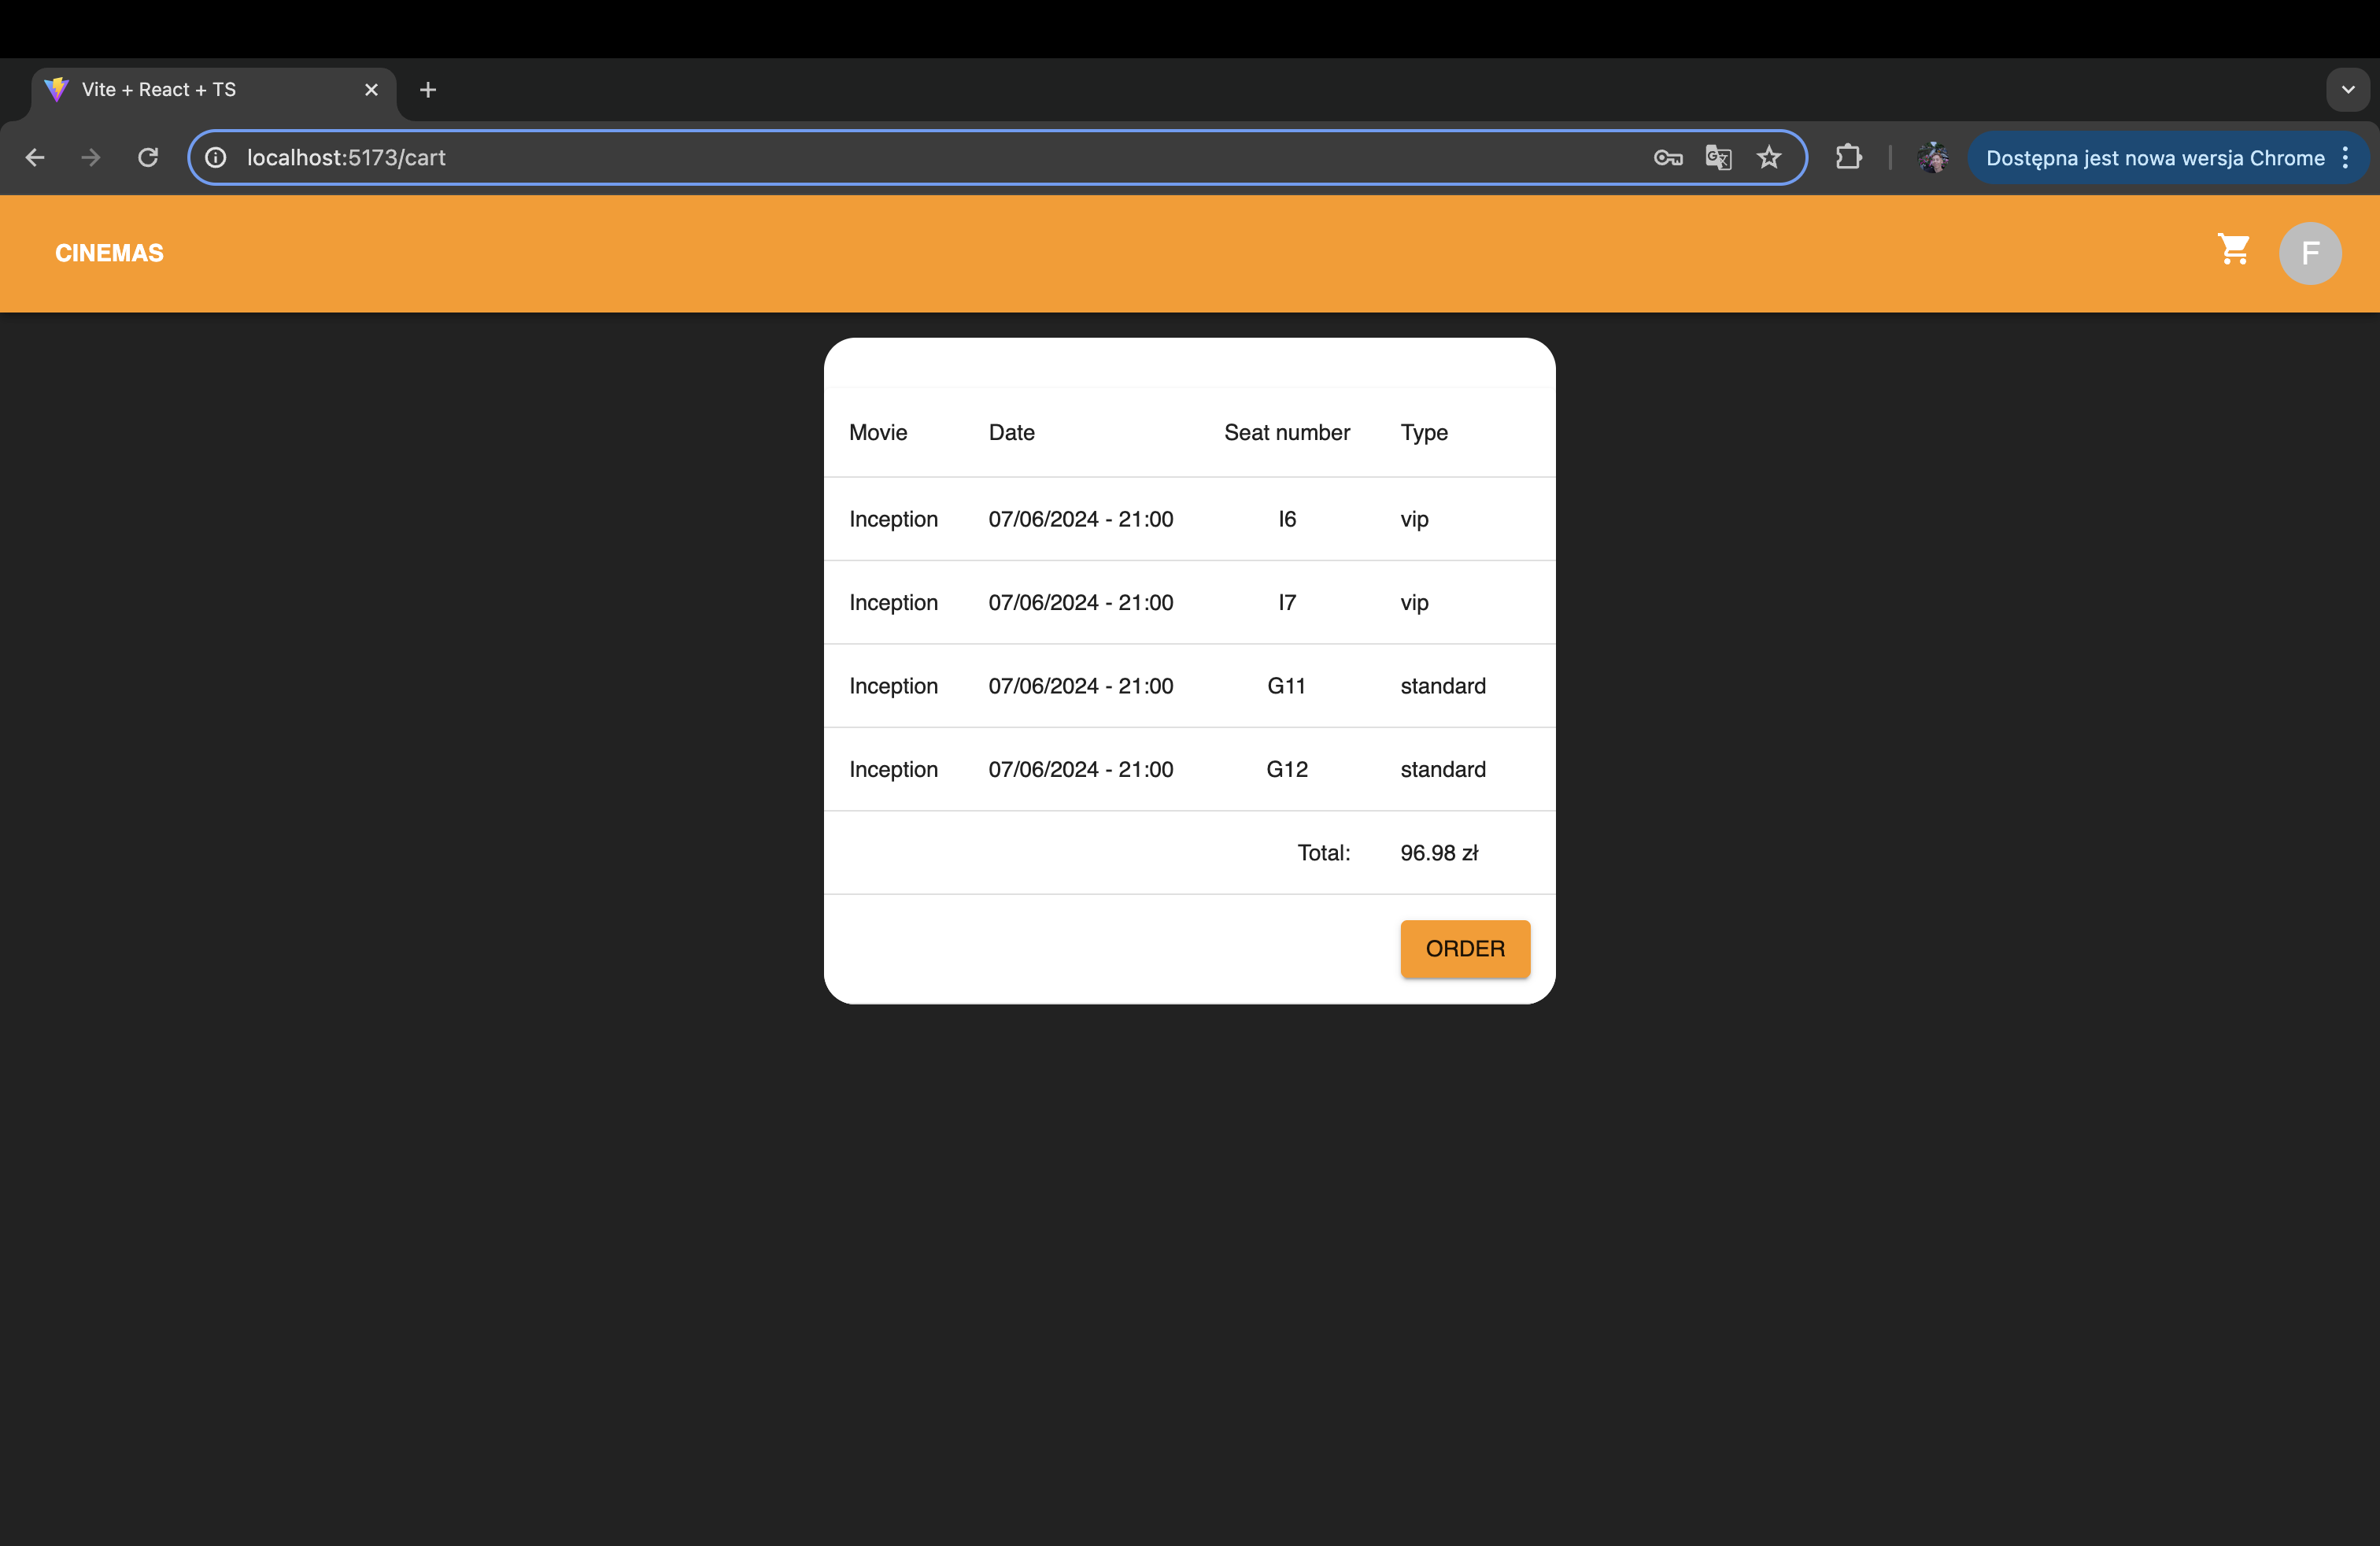 Vite + React + TS
localhost:5173/cart
Dostępna jest nowa wersja Chrome
CINEMAS
F
Movie Date Seat number Type
Inception 07/06/2024 - 21:00 I6 vip
Inception 07/06/2024 - 21:00 I7 vip
Inception 07/06/2024 - 21:00 G11 standard
Inception 07/06/2024 - 21:00 G12 standard
Total: 96.98 zł
ORDER